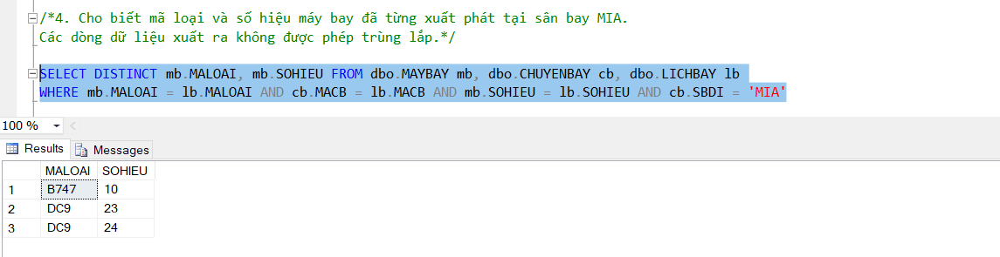 /*4. Cho biết mã loại và số hiệu máy bay đã từng xuất phát tại sân bay MIA.
Các dòng dữ liệu xuất ra không được phép trùng lắp.*/
SELECT DISTINCT mb.MALOAI, mb.SOHIEU FROM dbo.MAYBAY mb, dbo.CHUYENBAY cb, dbo.LICHBAY lb
WHERE mb.MALOAI = lb.MALOAI AND cb.MACB = lb.MACB AND mb.SOHIEU = lb.SOHIEU AND cb.SBDI = 'MIA'
100 %
Results Messages
MALOAI SOHIEU
1 B747 10
2 DC9 23
3 DC9 24